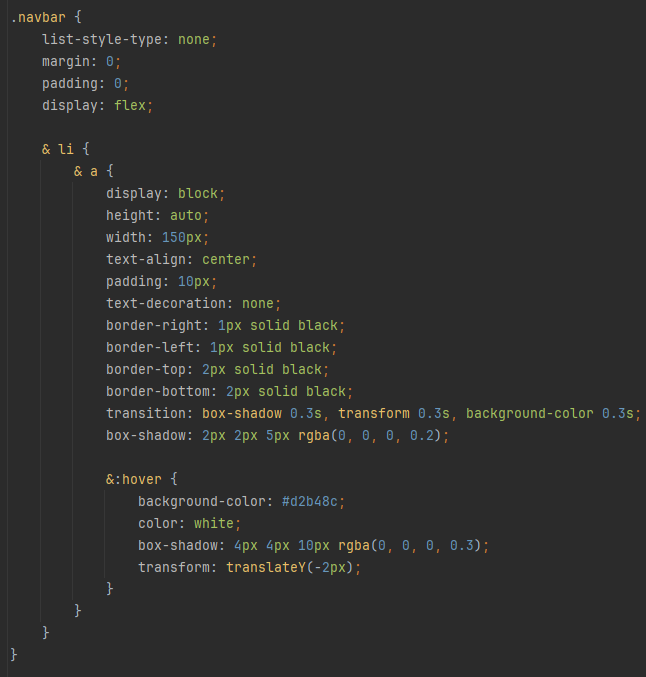 .navbar {
    list-style-type: none;
    margin: 0;
    padding: 0;
    display: flex;

    & li {
        & a {
            display: block;
            height: auto;
            width: 150px;
            text-align: center;
            padding: 10px;
            text-decoration: none;
            border-right: 1px solid black;
            border-left: 1px solid black;
            border-top: 2px solid black;
            border-bottom: 2px solid black;
            transition: box-shadow 0.3s, transform 0.3s, background-color 0.3s;
            box-shadow: 2px 2px 5px rgba(0, 0, 0, 0.2);

            &:hover {
                background-color: #d2b48c;
                color: white;
                box-shadow: 4px 4px 10px rgba(0, 0, 0, 0.3);
                transform: translateY(-2px);
            }
        }
    }
}